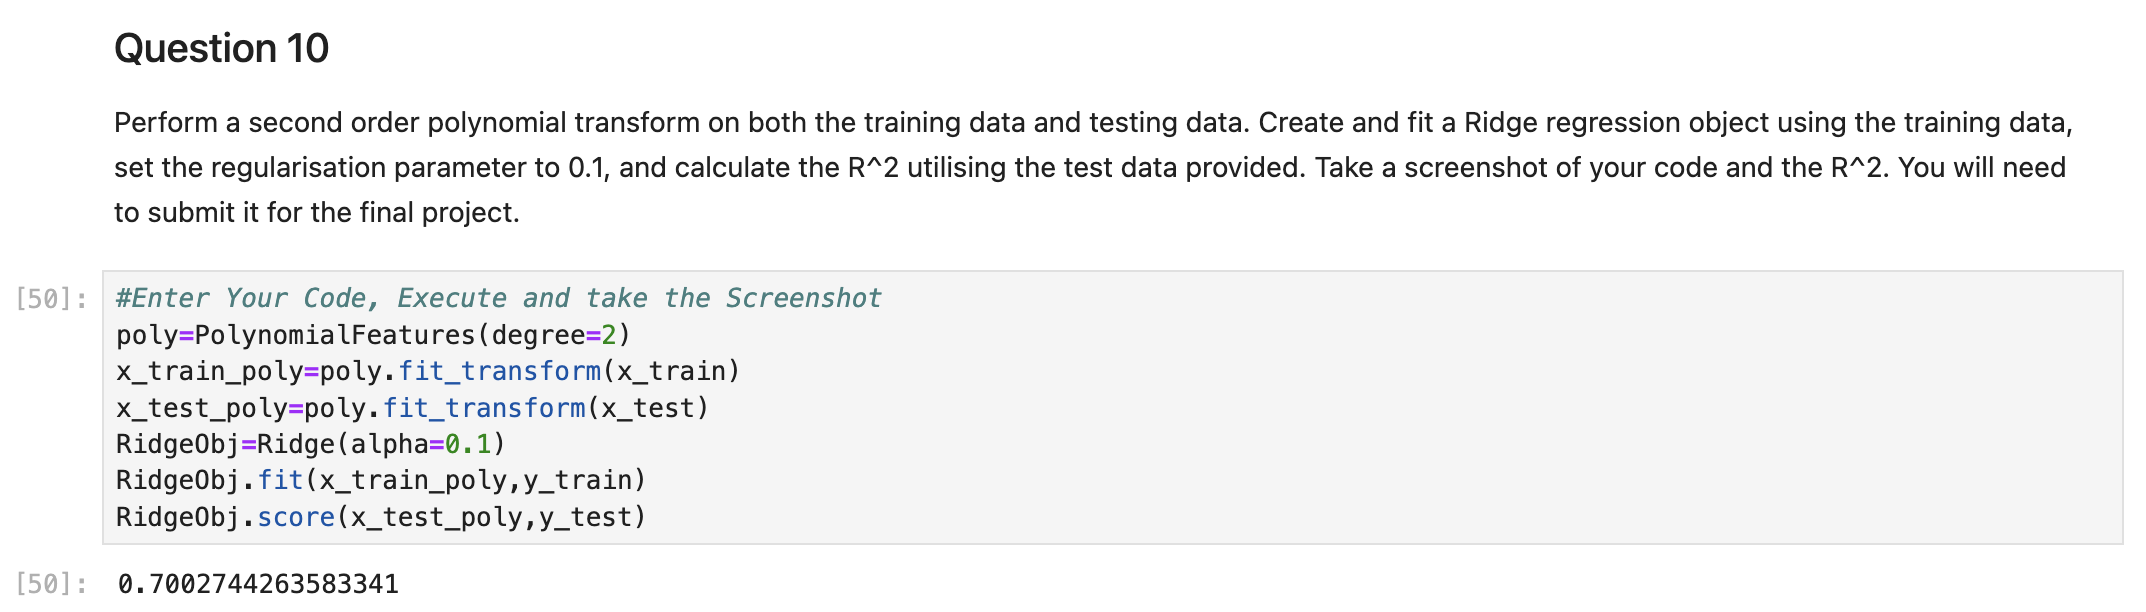 Question 10
Perform a second order polynomial transform on both the training data and testing data. Create and fit a Ridge regression object using the training data,
set the regularisation parameter to 0.1, and calculate the R^2 utilising the test data provided. Take a screenshot of your code and the R^2. You will need
to submit it for the final project.
[50]: #Enter Your Code, Execute and take the Screenshot
poly=PolynomialFeatures(degree=2)
x_train_poly=poly.fit_transform(x_train)
x_test_poly=poly.fit_transform(x_test)
RidgeObj=Ridge(alpha=0.1)
RidgeObj.fit(x_train_poly,y_train)
RidgeObj.score(x_test_poly,y_test)
[50]: 0.7002744263583341